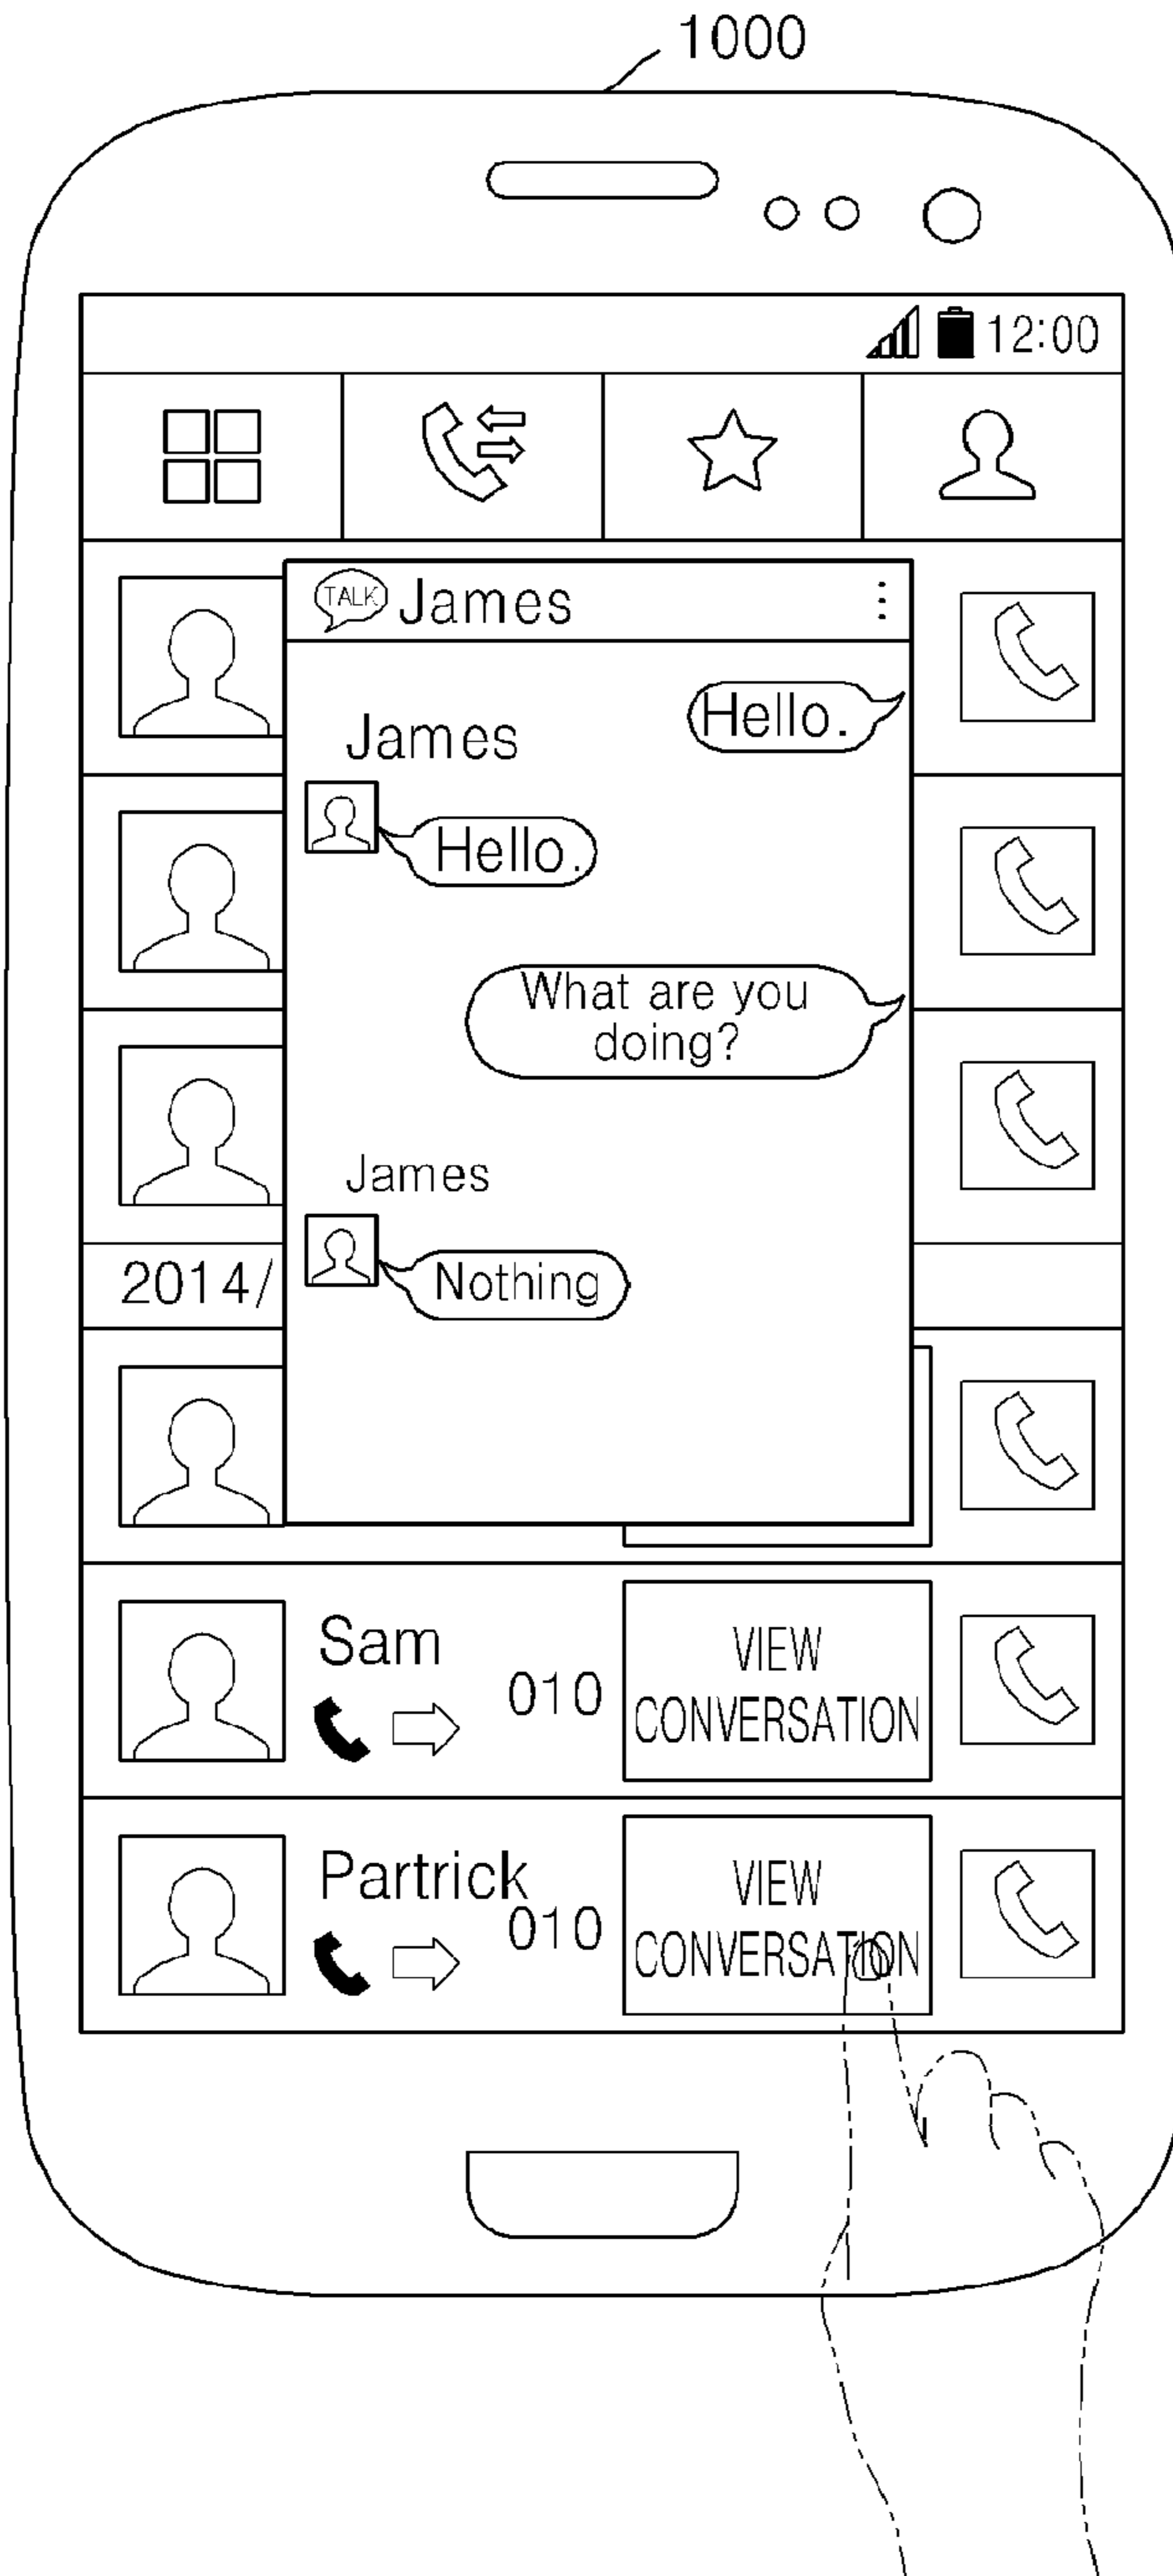 1000
12:00
TALK James
Hello.
James
Hello.
What are you
doing?
James
Nothing
2014/
Sam
010
VIEW
CONVERSATION
Partrick
010
VIEW
CONVERSATION